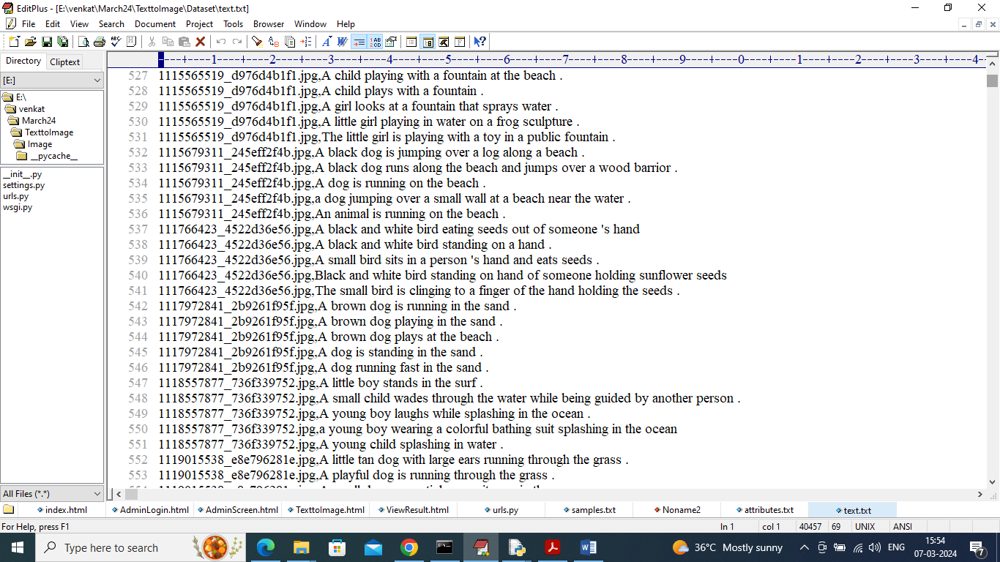 EditPlus - [E:\venkat\March24\TexttoImage\Dataset\text.txt]
File Edit View Search Document Project Tools Browser Window Help
Directory Cliptext
[E:]
E:\
venkat
March24
TexttoImage
Image
__pycache__
__init__.py
settings.py
urls.py
wsgi.py
All Files (*.*)
----+----1----+----2----+----3----+----4----+----5----+----6----+----7----+----8----+----9----+----0----+----1----+----2----+----3----+----4--
527 1115565519_d976d4b1f1.jpg,A child playing with a fountain at the beach .
528 1115565519_d976d4b1f1.jpg,A child plays with a fountain .
529 1115565519_d976d4b1f1.jpg,A girl looks at a fountain that sprays water .
530 1115565519_d976d4b1f1.jpg,A little girl playing in water on a frog sculpture .
531 1115565519_d976d4b1f1.jpg,The little girl is playing with a toy in a public fountain .
532 1115679311_245eff2f4b.jpg,A black dog is jumping over a log along a beach .
533 1115679311_245eff2f4b.jpg,A black dog runs along the beach and jumps over a wood barrior .
534 1115679311_245eff2f4b.jpg,A dog is running on the beach .
535 1115679311_245eff2f4b.jpg,a dog jumping over a small wall at a beach near the water .
536 1115679311_245eff2f4b.jpg,An animal is running on the beach .
537 111766423_4522d36e56.jpg,A black and white bird eating seeds out of someone 's hand
538 111766423_4522d36e56.jpg,A black and white bird standing on a hand .
539 111766423_4522d36e56.jpg,A small bird sits in a person 's hand and eats seeds .
540 111766423_4522d36e56.jpg,Black and white bird standing on hand of someone holding sunflower seeds
541 111766423_4522d36e56.jpg,The small bird is clinging to a finger of the hand holding the seeds .
542 1117972841_2b9261f95f.jpg,A brown dog is running in the sand .
543 1117972841_2b9261f95f.jpg,A brown dog playing in the sand .
544 1117972841_2b9261f95f.jpg,A brown dog plays at the beach .
545 1117972841_2b9261f95f.jpg,A dog is standing in the sand .
546 1117972841_2b9261f95f.jpg,A dog running fast in the sand .
547 1118557877_736f339752.jpg,A little boy stands in the surf .
548 1118557877_736f339752.jpg,A small child wades through the water while being guided by another person .
549 1118557877_736f339752.jpg,A young boy laughs while splashing in the ocean .
550 1118557877_736f339752.jpg,a young boy wearing a colorful bathing suit splashing in the ocean
551 1118557877_736f339752.jpg,A young child splashing in water .
552 1119015538_e8e796281e.jpg,A little tan dog with large ears running through the grass .
553 1119015538_e8e796281e.jpg,A playful dog is running through the grass .
index.html AdminLogin.html AdminScreen.html TexttoImage.html ViewResult.html urls.py samples.txt Noname2 attributes.txt text.txt
For Help, press F1 ln 1 col 1 40457 69 UNIX ANSI
Type here to search 36°C Mostly sunny ENG 15:54
07-03-2024 7